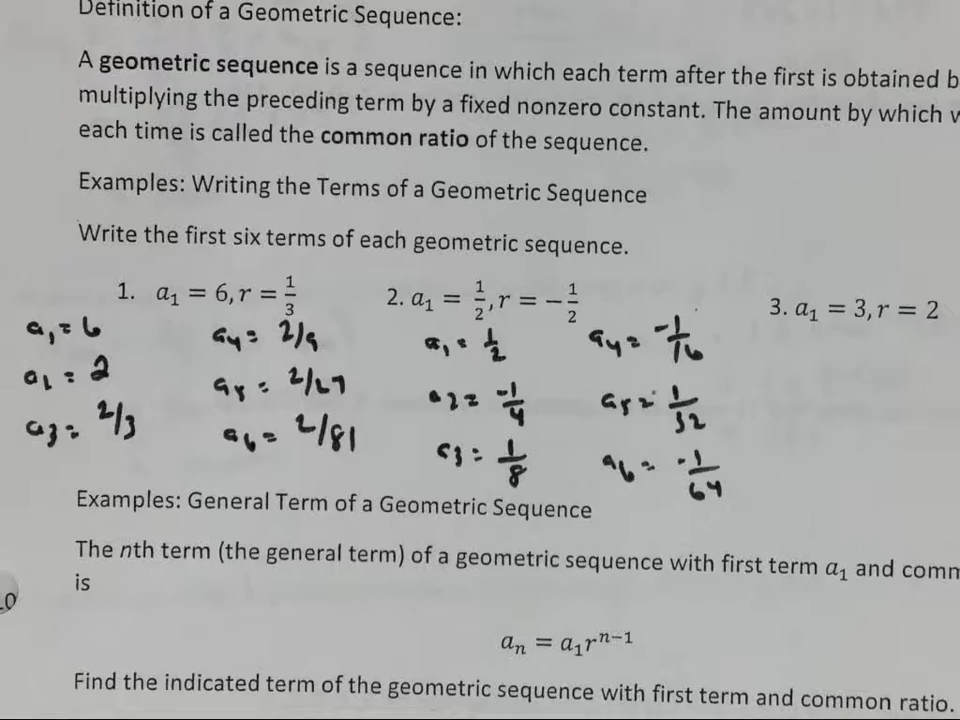 Definition of a Geometric Sequence:
A geometric sequence is a sequence in which each term after the first is obtained b
multiplying the preceding term by a fixed nonzero constant. The amount by which
each time is called the common ratio of the sequence.
Examples: Writing the Terms of a Geometric Sequence
Write the first six terms of each geometric sequence.
1. a₁ = 6, r = 1/3
a₁ = 6
a₂ = 2
a₃ = 2/3
a₄ = 2/9
a₅ = 2/27
a₆ = 2/81
2. a₁ = 1/2, r = -1/2
a₁ = 1/2
a₂ = -1/4
a₃ = 1/8
a₄ = -1/16
a₅ = 1/32
a₆ = -1/64
3. a₁ = 3, r = 2
Examples: General Term of a Geometric Sequence
The nth term (the general term) of a geometric sequence with first term a₁ and comm
is
aₙ = a₁rⁿ⁻¹
Find the indicated term of the geometric sequence with first term and common ratio.